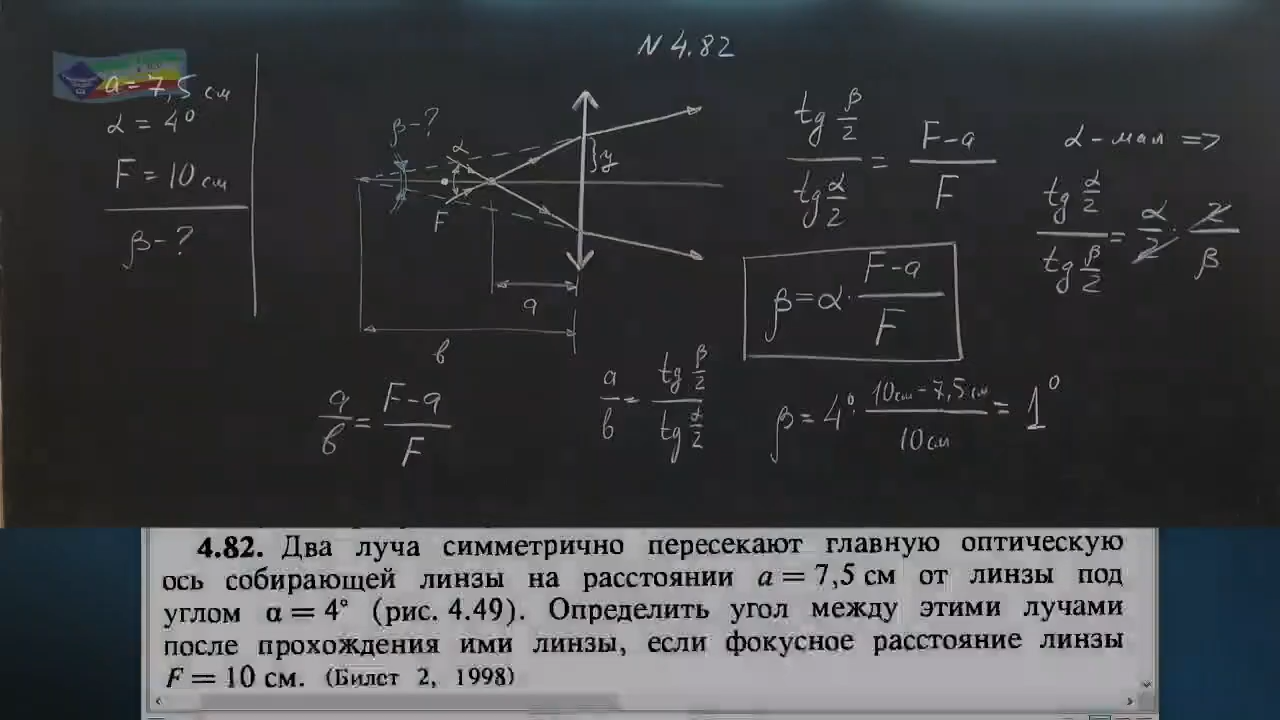 N 4.82
a = 7,5 см
α = 4°
F = 10 см
β - ?
β - ?
α
F
y
a
b
a/b = (F-a)/F
a/b = tg β/2 / tg α/2
tg β/2 / tg α/2 = (F-a)/F
β = α · (F-a)/F
β = 4° · (10см - 7,5см)/10см = 1°
α - мал =>
tg α/2 / tg β/2 = α/2 · 2/β
4.82. Два луча симметрично пересекают главную оптическую
ось собирающей линзы на расстоянии a = 7,5 см от линзы под
углом α = 4° (рис. 4.49). Определить угол между этими лучами
после прохождения ими линзы, если фокусное расстояние линзы
F = 10 см. (Билет 2, 1998)